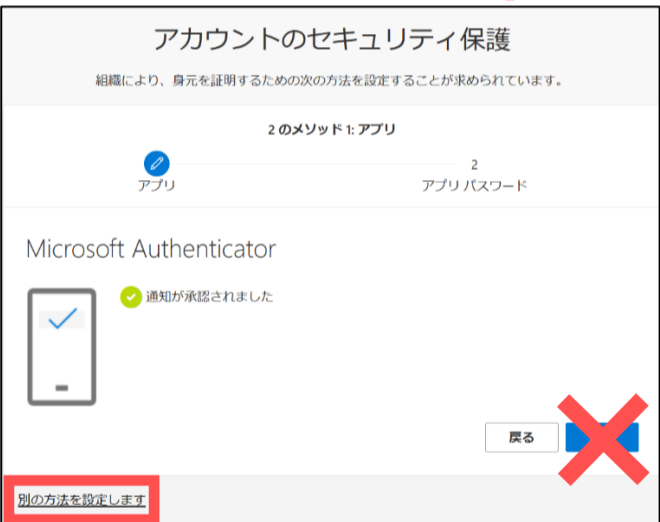 アカウントのセキュリティ保護
組織により、身元を証明するための次の方法を設定することが求められています。
2 のメソッド 1: アプリ
2
アプリ
アプリ パスワード
Microsoft Authenticator
通知が承認されました
戻る
別の方法を設定します